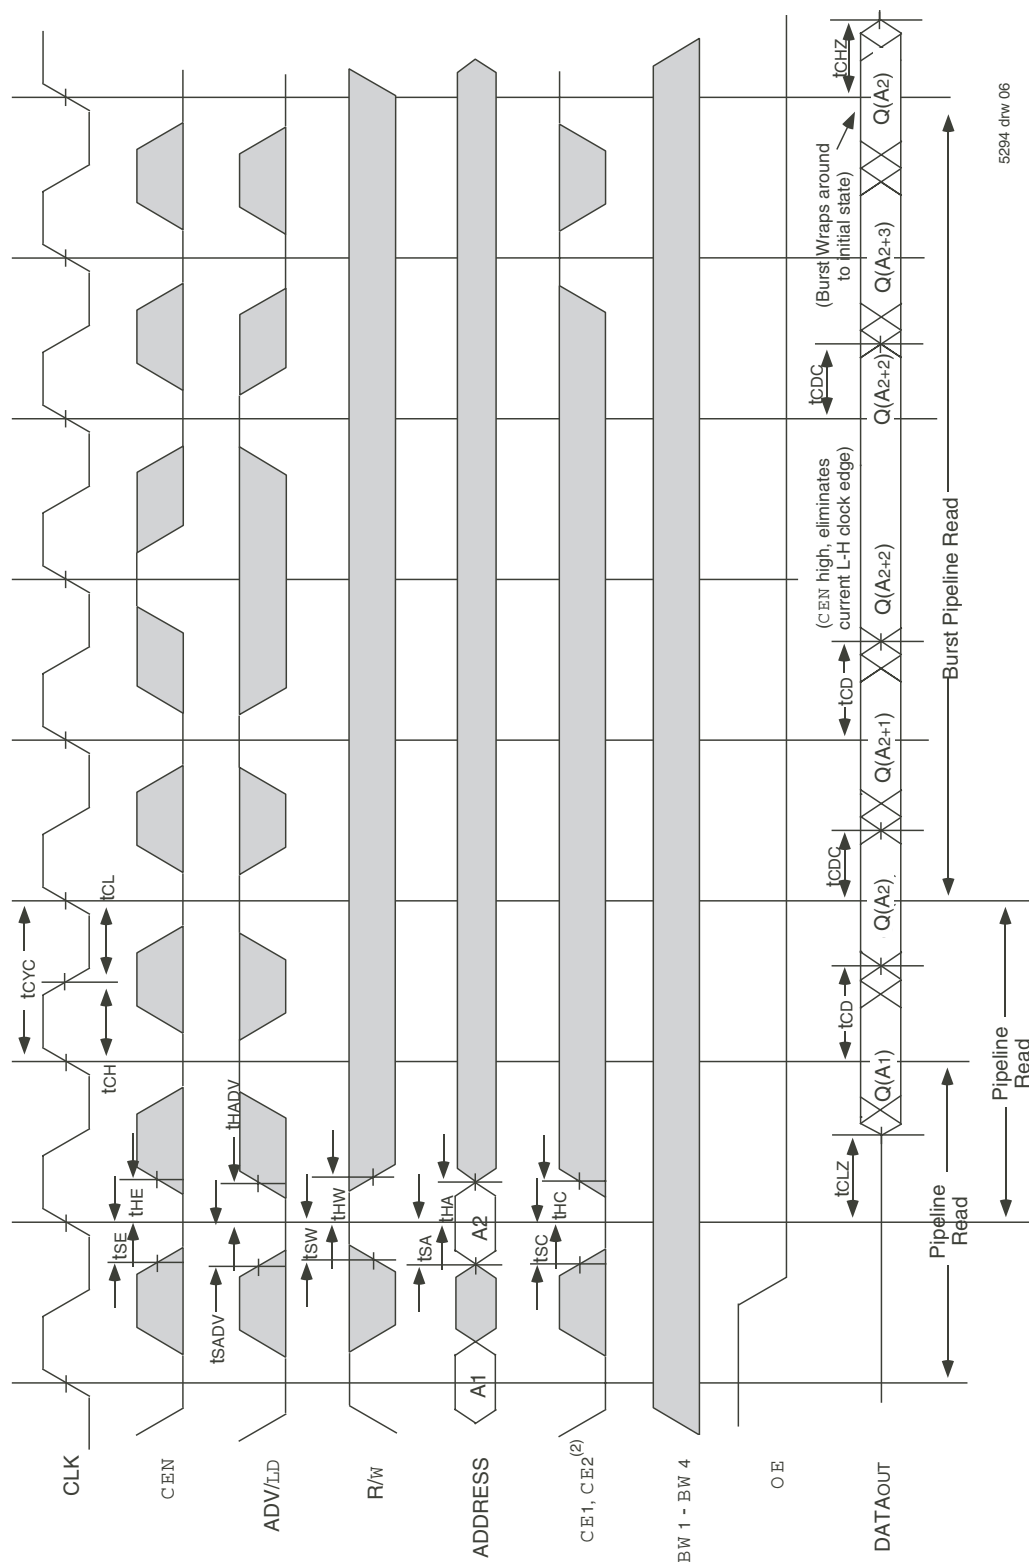 tCYC
tCH
tCL
CLK
tSE
tHE
CEN
tSADV
tHADV
ADV/LD
tSW
tHW
R/W
tSA
tHA
A1
A2
ADDRESS
tSC
tHC
CE1, CE2(2)
BW1 - BW4
OE
(CEN high, eliminates
current L-H clock edge)
(Burst Wraps around
to initial state)
tCLZ
tCD
tCDC
tCD
tCDC
tCHZ
DATAOUT
Q(A1)
Q(A2)
Q(A2+1)
Q(A2+2)
Q(A2+2)
Q(A2+3)
Q(A2)
Pipeline
Read
Burst Pipeline Read
Pipeline
Read
5294 drw 06